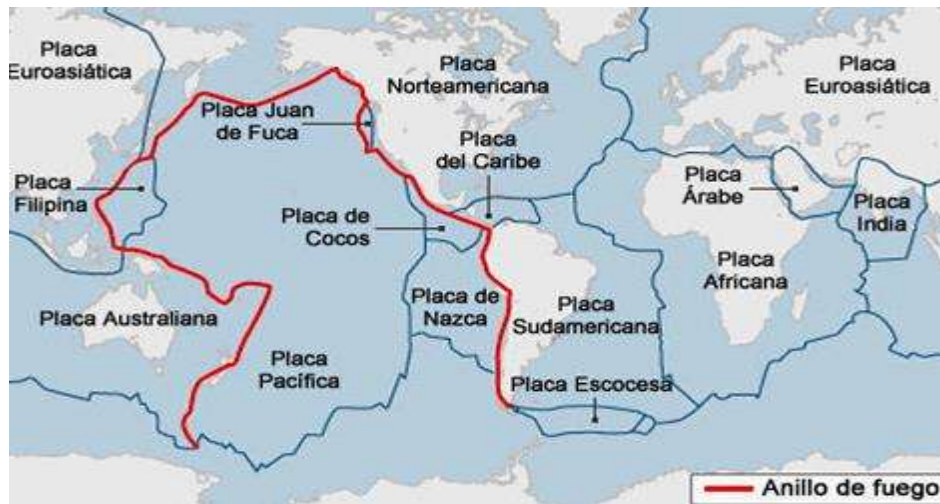 Placa
Euroasiática
Placa
Norteamericana
Placa
Euroasiática
Placa Juan
de Fuca
Placa
del Caribe
Placa
Filipina
Placa
Árabe
Placa
India
Placa de
Cocos
Placa
Africana
Placa Australiana
Placa de
Nazca
Placa
Sudamericana
Placa
Pacífica
Placa Escocesa
Anillo de fuego